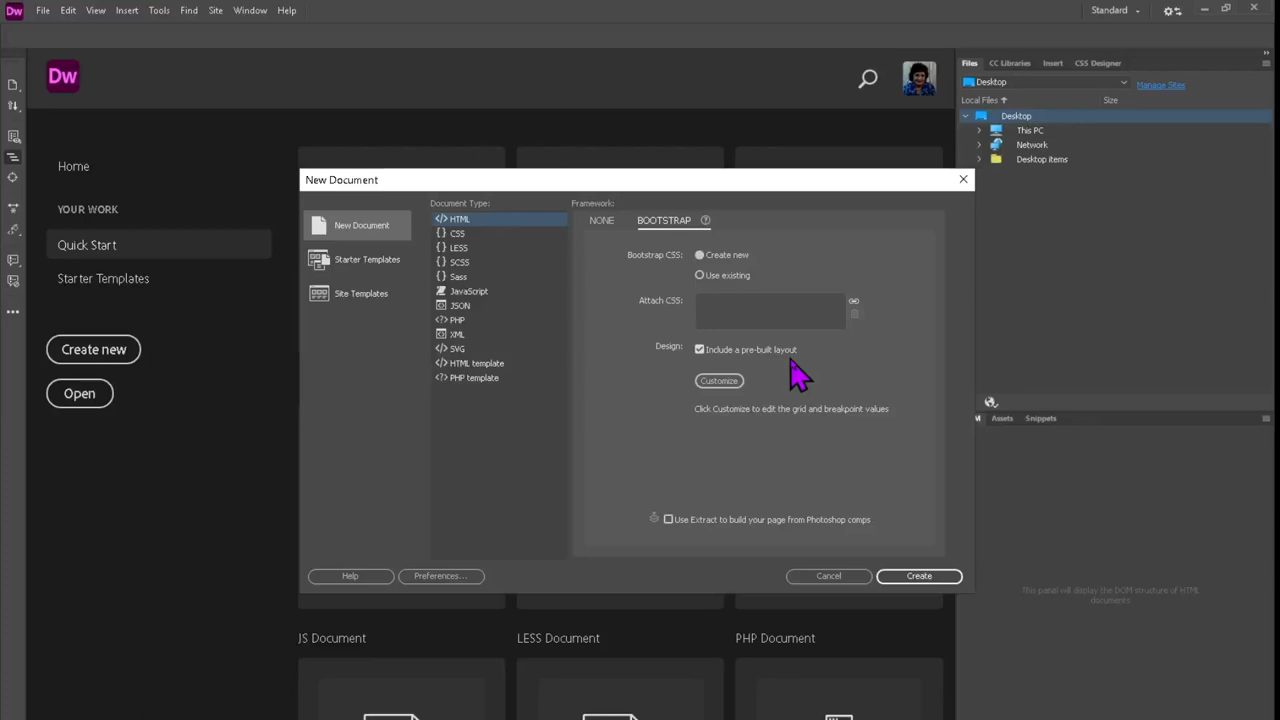 Dw
File Edit View Insert Tools Find Site Window Help
Standard
Dw
Home
YOUR WORK
Quick Start
Starter Templates
Create new
Open
New Document
New Document
Starter Templates
Site Templates
Document Type:
HTML
CSS
LESS
SCSS
Sass
JavaScript
JSON
PHP
XML
SVG
HTML template
PHP template
Framework:
NONE BOOTSTRAP
Bootstrap CSS: Create new
Use existing
Attach CSS:
Design: Include a pre-built layout
Customize
Click Customize to edit the grid and breakpoint values
Use Extract to build your page from Photoshop comps
Help Preferences... Cancel Create
JS Document LESS Document PHP Document
Files CC Libraries Insert CSS Designer
Desktop Manage Sites
Local Files Size
Desktop
This PC
Network
Desktop items
Assets Snippets
This panel will display the DOM structure of HTML
documents.